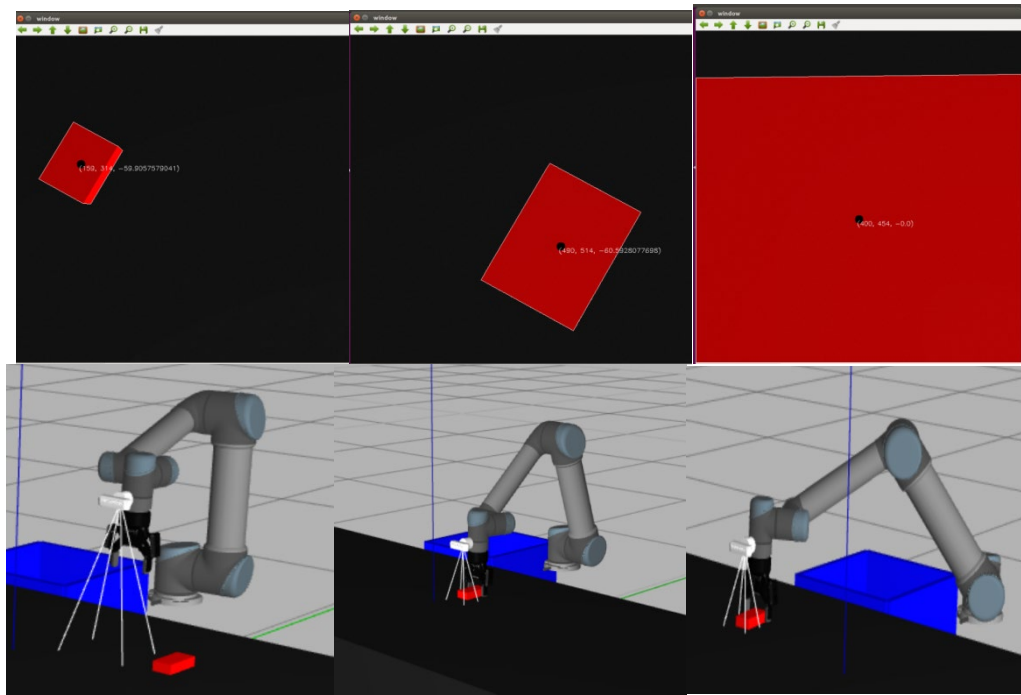 window
window
window
(159, 314, -59.9057579041)
(490, 514, -60.5926077698)
(400, 454, -0.0)